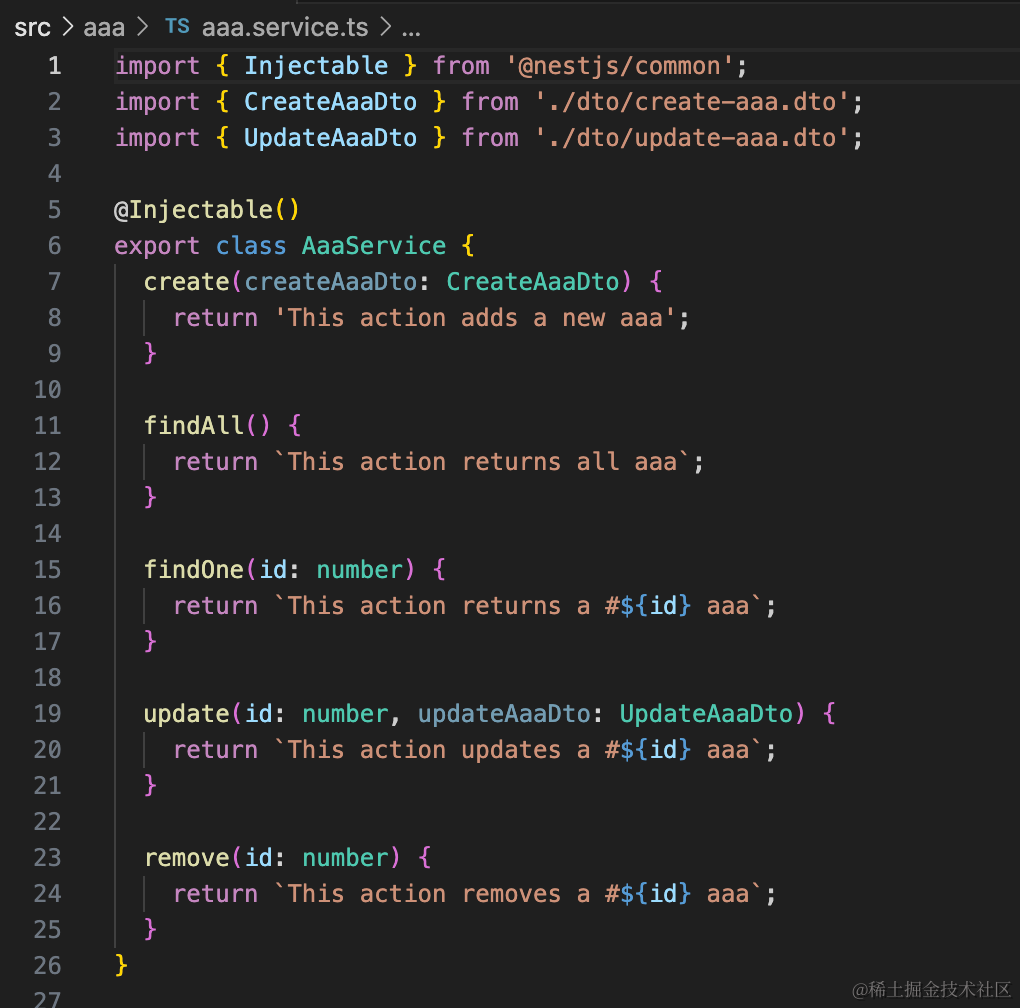 src > aaa > TS aaa.service.ts > ...
1 import { Injectable } from '@nestjs/common';
2 import { CreateAaaDto } from './dto/create-aaa.dto';
3 import { UpdateAaaDto } from './dto/update-aaa.dto';
4
5 @Injectable()
6 export class AaaService {
7   create(createAaaDto: CreateAaaDto) {
8     return 'This action adds a new aaa';
9   }
10
11   findAll() {
12     return `This action returns all aaa`;
13   }
14
15   findOne(id: number) {
16     return `This action returns a #${id} aaa`;
17   }
18
19   update(id: number, updateAaaDto: UpdateAaaDto) {
20     return `This action updates a #${id} aaa`;
21   }
22
23   remove(id: number) {
24     return `This action removes a #${id} aaa`;
25   }
26 }
27
@稀土掘金技术社区